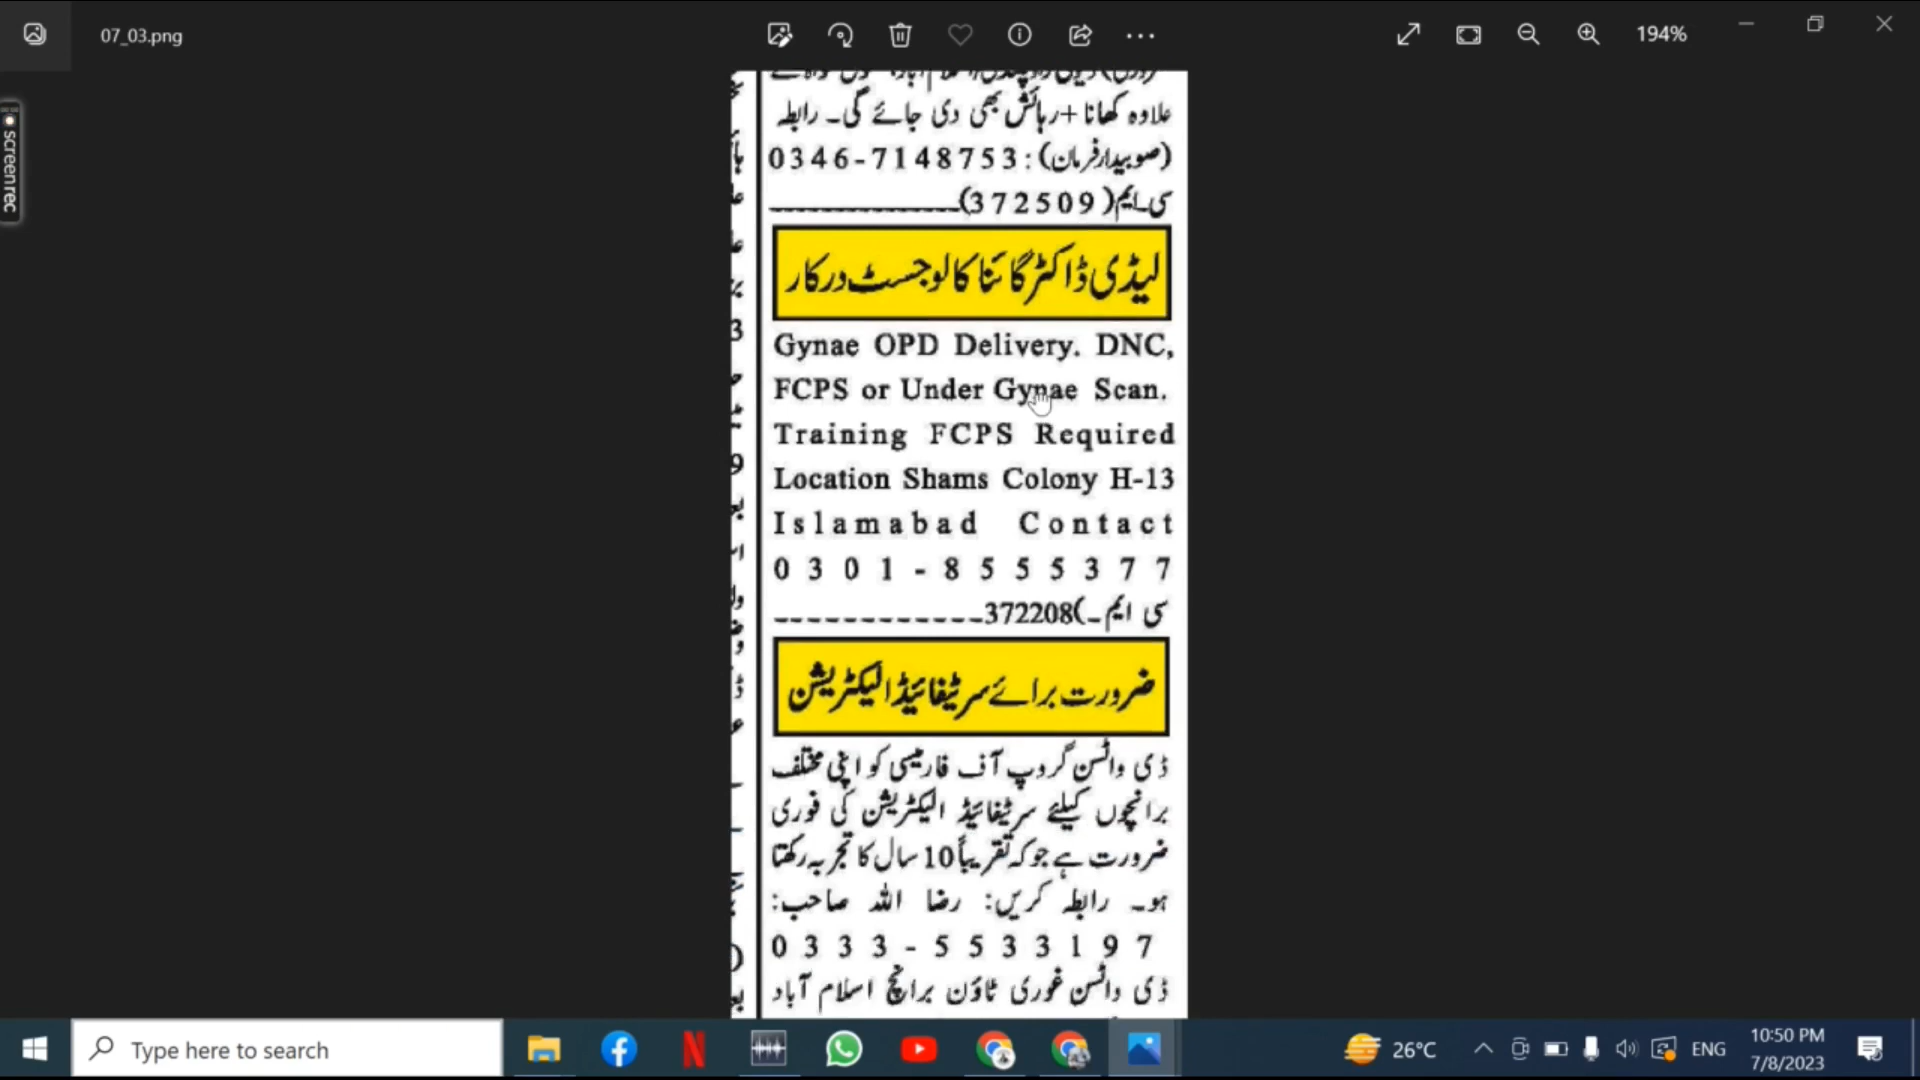 07_03.png
194%
screenrec
علاوہ کھانا+رہائش بھی دی جائے گی۔ رابطہ
(صوبیدارفرمان): 0346-7148753
سی۔ایم(372509)
لیڈی ڈاکٹر گائنا کالوجسٹ درکار
Gynae OPD Delivery. DNC,
FCPS or Under Gynae Scan.
Training FCPS Required
Location Shams Colony H-13
Islamabad Contact
0301-8555377
سی ایم۔)372208
ضرورت برائے سرٹیفائیڈ الیکٹریشن
ڈی واٹسن گروپ آف فارمیسی کو اپنی مختلف
برانچوں کیلئے سرٹیفائیڈ الیکٹریشن کی فوری
ضرورت ہے جو کہ تقریباً 10 سال کا تجربہ رکھتا
ہو۔ رابطہ کریں: رضا اللہ صاحب:
0333-5533197
ڈی واٹسن غوری ٹاؤن برانچ اسلام آباد
Type here to search
26°C
ENG
10:50 PM
7/8/2023